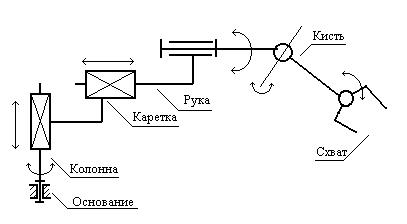 Кисть
Рука
Каретка
Схват
Колонна
Основание